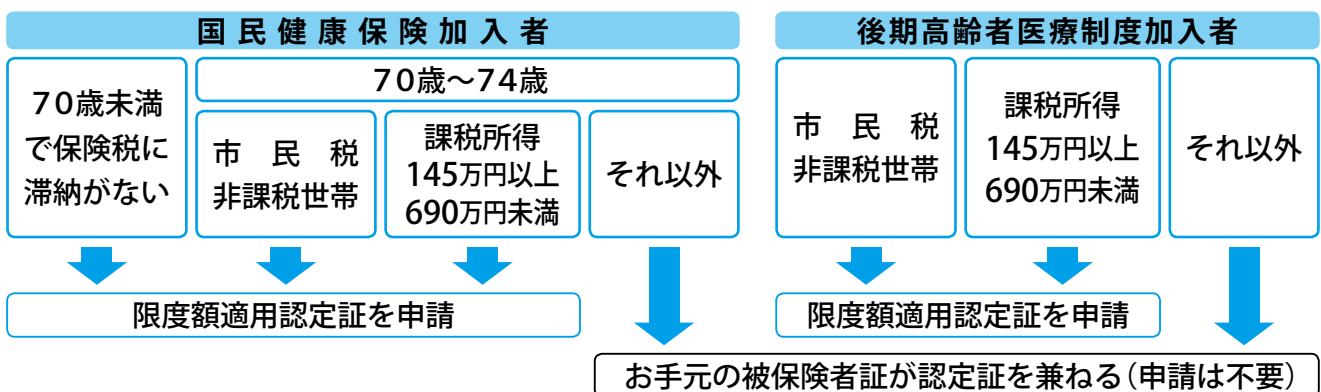 国民健康保険加入者
70歳未満
で保険税に
滞納がない
70歳〜74歳
市民税
非課税世帯
課税所得
145万円以上
690万円未満
それ以外
限度額適用認定証を申請
後期高齢者医療制度加入者
市民税
非課税世帯
課税所得
145万円以上
690万円未満
それ以外
限度額適用認定証を申請
お手元の被保険者証が認定証を兼ねる(申請は不要)